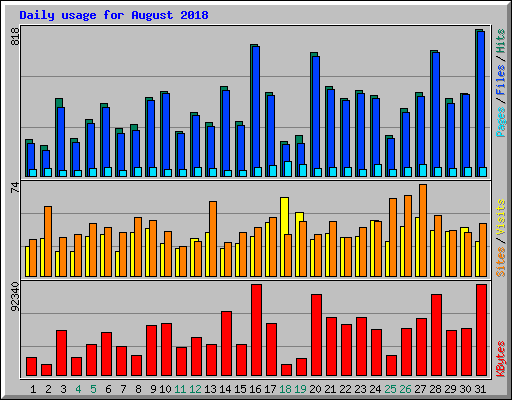 Daily usage for August 2018
818
Pages / Files / Hits
74
Sites / Visits
92340
KBytes
1 2 3 4 5 6 7 8 9 10 11 12 13 14 15 16 17 18 19 20 21 22 23 24 25 26 27 28 29 30 31